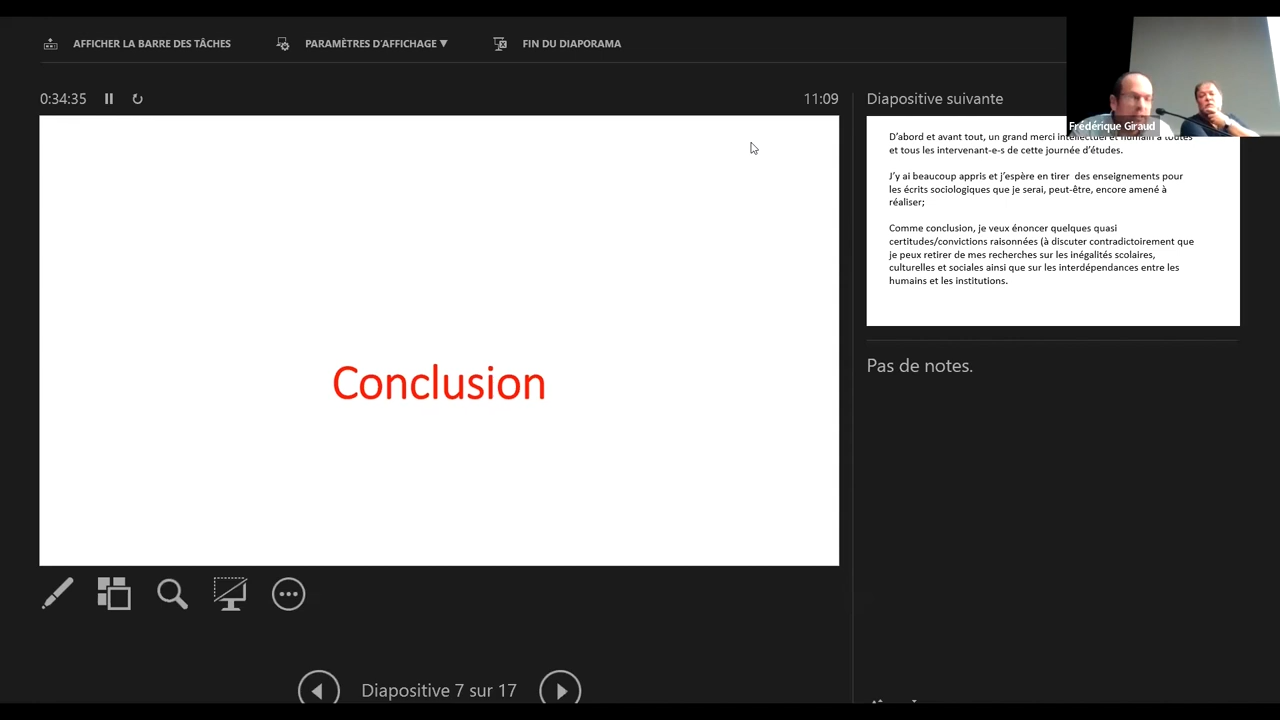 AFFICHER LA BARRE DES TÂCHES PARAMÈTRES D'AFFICHAGE ▼ FIN DU DIAPORAMA
0:34:35 11:09
Conclusion
Diapositive 7 sur 17
Diapositive suivante
Frédérique Giraud
D'abord et avant tout, un grand merci intellectuel et humain à toutes
et tous les intervenant-e-s de cette journée d'études.
J'y ai beaucoup appris et j'espère en tirer des enseignements pour
les écrits sociologiques que je serai, peut-être, encore amené à
réaliser;
Comme conclusion, je veux énoncer quelques quasi
certitudes/convictions raisonnées (à discuter contradictoirement que
je peux retirer de mes recherches sur les inégalités scolaires,
culturelles et sociales ainsi que sur les interdépendances entre les
humains et les institutions.
Pas de notes.